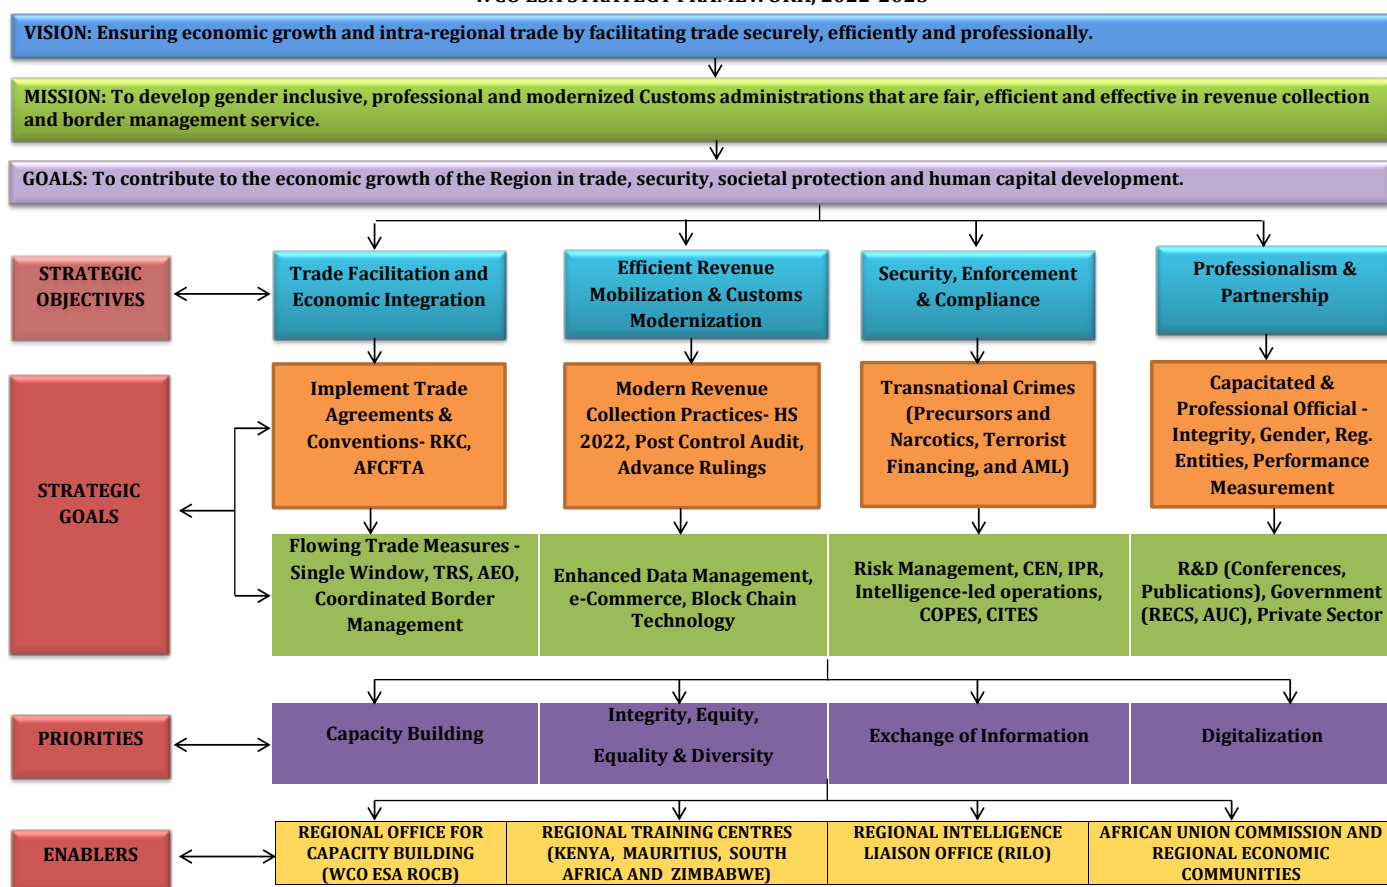 VISION: Ensuring economic growth and intra-regional trade by facilitating trade securely, efficiently and professionally.
MISSION: To develop gender inclusive, professional and modernized Customs administrations that are fair, efficient and effective in revenue collection
and border management service.
GOALS: To contribute to the economic growth of the Region in trade, security, societal protection and human capital development.
STRATEGIC
OBJECTIVES
Trade Facilitation and
Economic Integration
Efficient Revenue
Mobilization & Customs
Modernization
Security, Enforcement
& Compliance
Professionalism &
Partnership
STRATEGIC
GOALS
Implement Trade
Agreements &
Conventions- RKC,
AFCFTA
Modern Revenue
Collection Practices- HS
2022, Post Control Audit,
Advance Rulings
Transnational Crimes
(Precursors and
Narcotics, Terrorist
Financing, and AML)
Capacitated &
Professional Official -
Integrity, Gender, Reg.
Entities, Performance
Measurement
Flowing Trade Measures -
Single Window, TRS, AEO,
Coordinated Border
Management
Enhanced Data Management,
e-Commerce, Block Chain
Technology
Risk Management, CEN, IPR,
Intelligence-led operations,
COPES, CITES
R&D (Conferences,
Publications), Government
(RECS, AUC), Private Sector
PRIORITIES
Capacity Building
Integrity, Equity,
Equality & Diversity
Exchange of Information
Digitalization
ENABLERS
REGIONAL OFFICE FOR
CAPACITY BUILDING
(WCO ESA ROCB)
REGIONAL TRAINING CENTRES
(KENYA, MAURITIUS, SOUTH
AFRICA AND ZIMBABWE)
REGIONAL INTELLIGENCE
LIAISON OFFICE (RILO)
AFRICAN UNION COMMISSION AND
REGIONAL ECONOMIC
COMMUNITIES